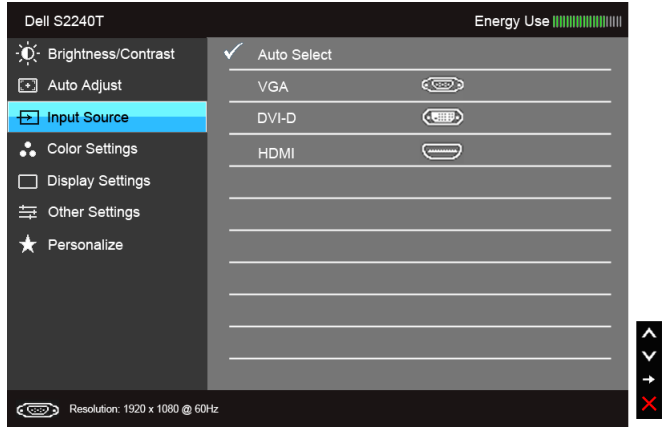 Dell S2240T
Energy Use
Brightness/Contrast
Auto Adjust
Input Source
Color Settings
Display Settings
Other Settings
Personalize
Auto Select
VGA
DVI-D
HDMI
Resolution: 1920 x 1080 @ 60Hz